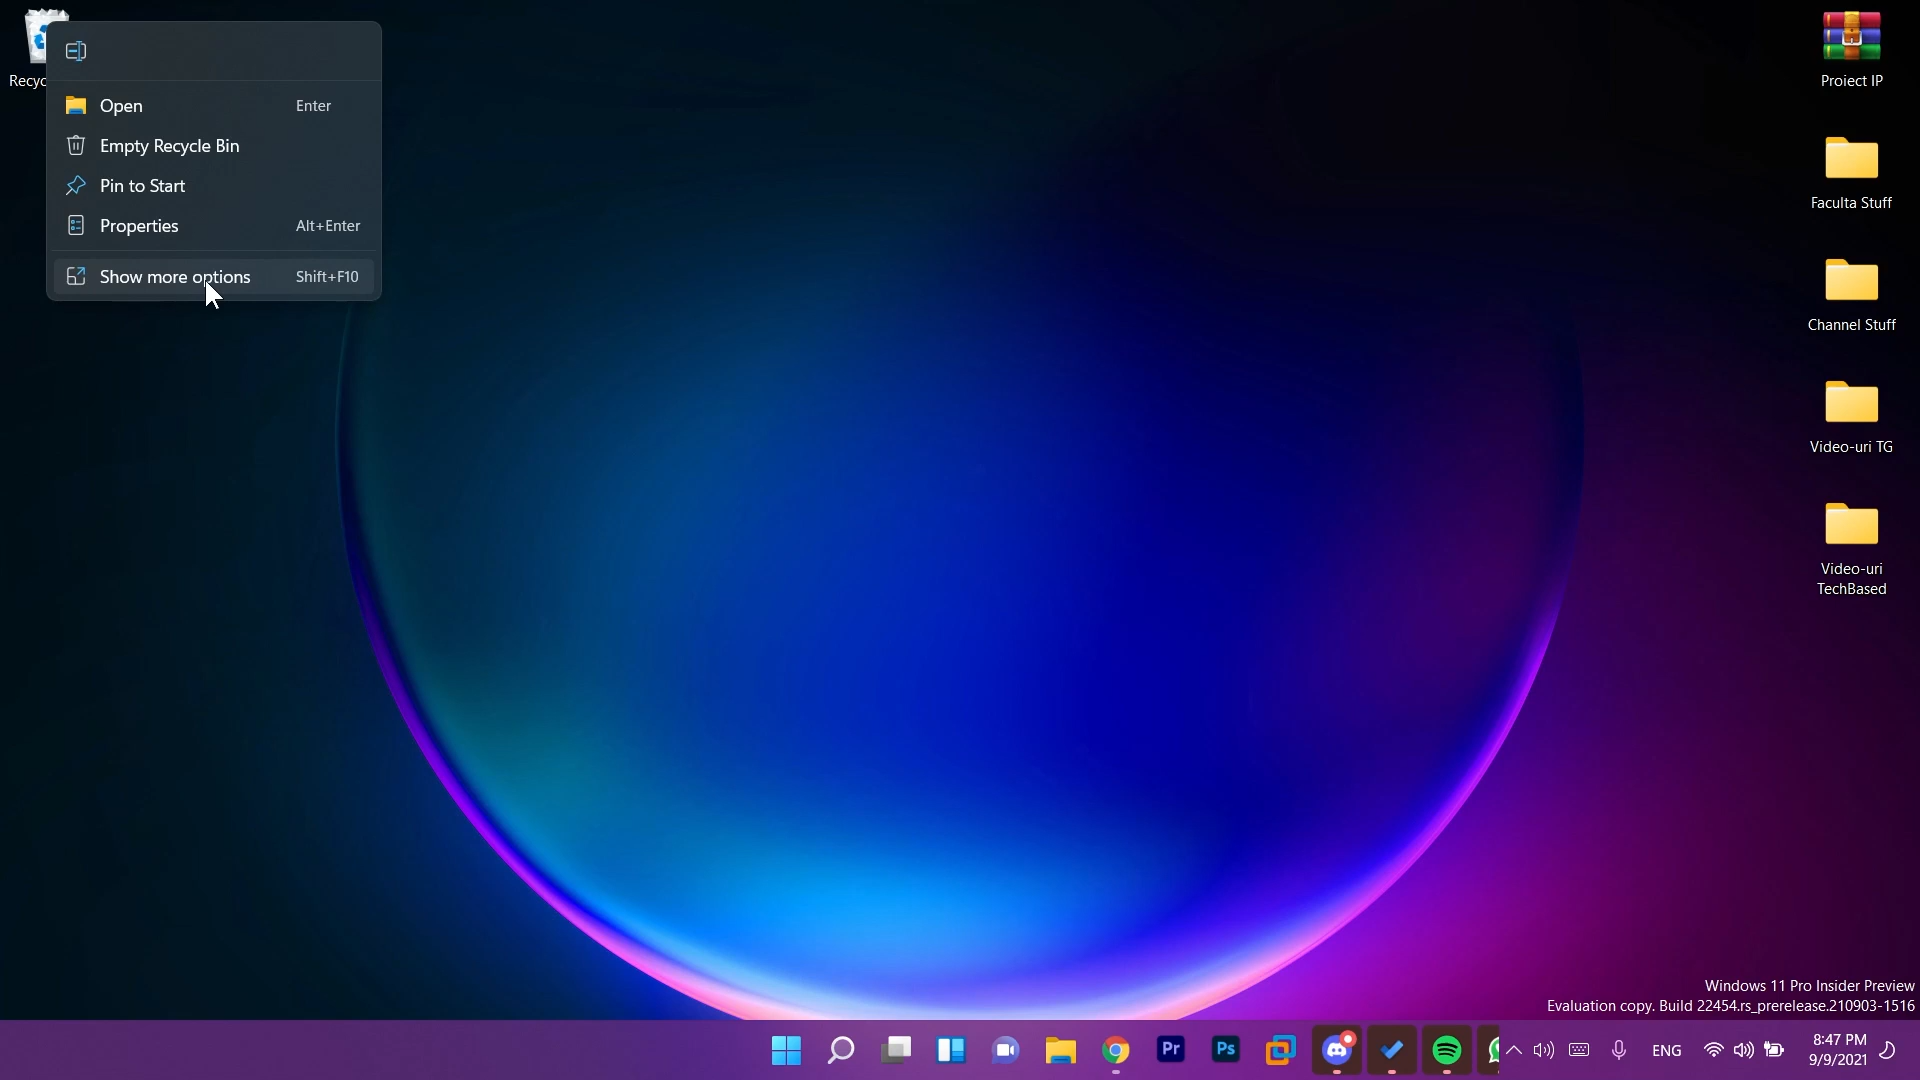 Recyc
Open Enter
Empty Recycle Bin
Pin to Start
Properties Alt+Enter
Show more options Shift+F10
Proiect IP
Faculta Stuff
Channel Stuff
Video-uri TG
Video-uri
TechBased
Windows 11 Pro Insider Preview
Evaluation copy. Build 22454.rs_prerelease.210903-1516
Pr
Ps
ENG
8:47 PM
9/9/2021